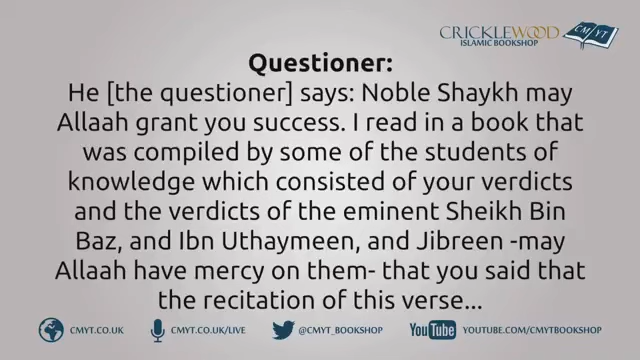 CRICKLEWOOD
ISLAMIC BOOKSHOP
CM YT
Questioner:
He [the questioner] says: Noble Shaykh may
Allaah grant you success. I read in a book that
was compiled by some of the students of
knowledge which consisted of your verdicts
and the verdicts of the eminent Sheikh Bin
Baz, and Ibn Uthaymeen, and Jibreen -may
Allaah have mercy on them- that you said that
the recitation of this verse...
CMYT.CO.UK
CMYT.CO.UK/LIVE
@CMYT_BOOKSHOP
YouTube YOUTUBE.COM/CMYTBOOKSHOP